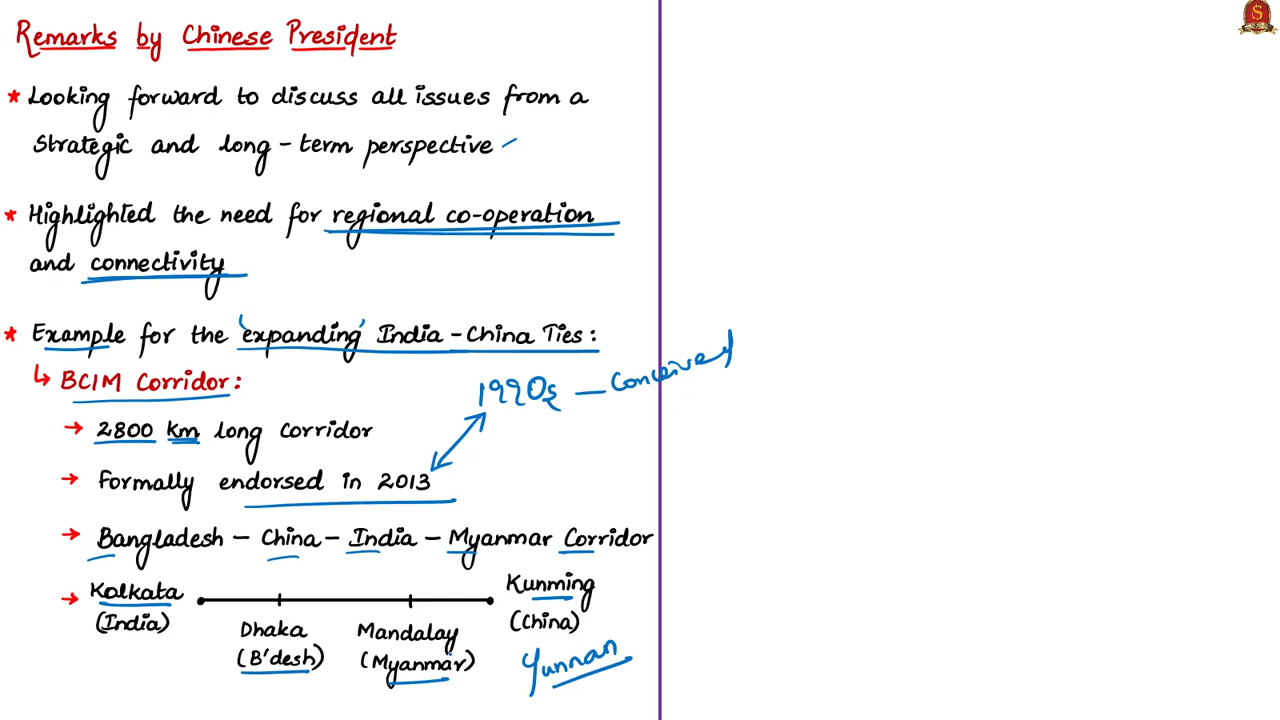 Remarks by Chinese President
* Looking forward to discuss all issues from a
strategic and long-term perspective
* Highlighted the need for regional co-operation
and connectivity
* Example for the 'expanding' India-China Ties:
↳ BCIM Corridor:
1990s — Conceived
→ 2800 km long corridor
→ Formally endorsed in 2013
→ Bangladesh - China - India - Myanmar Corridor
→ Kolkata
(India)
Dhaka
(B'desh)
Mandalay
(Myanmar)
Kunming
(China)
Yunnan
S